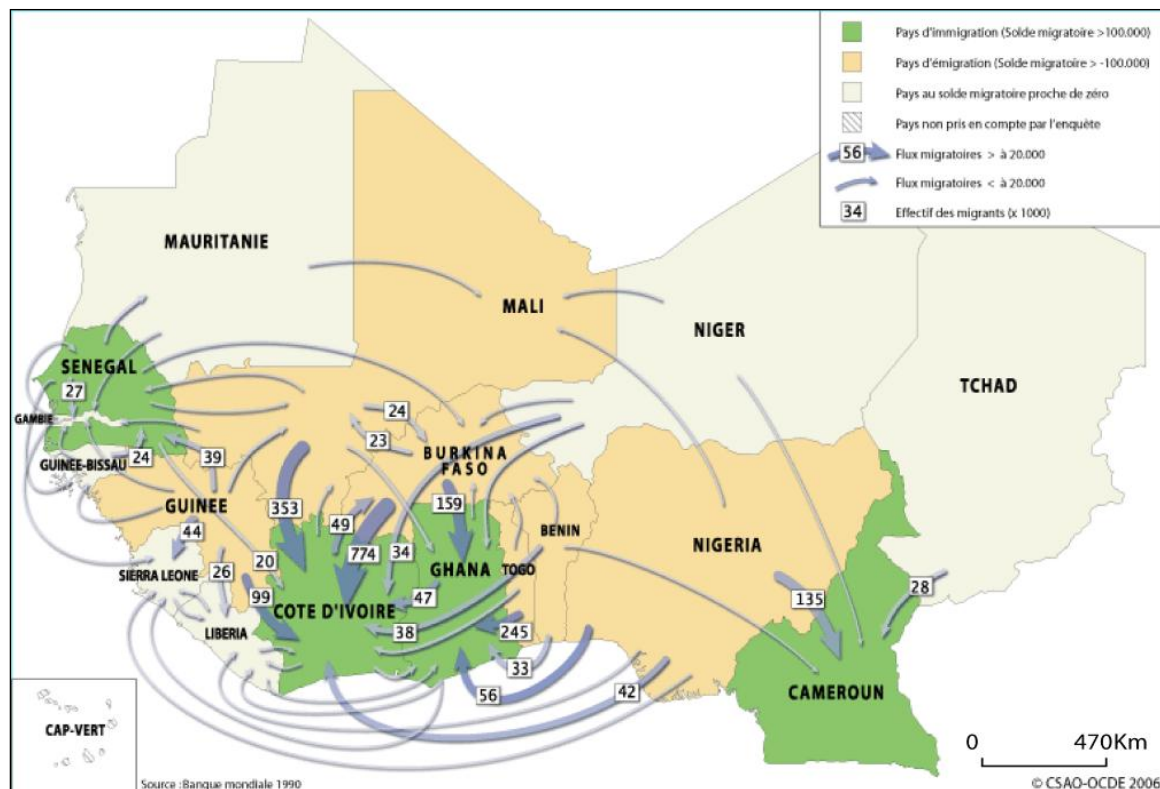 Pays d'immigration (Solde migratoire >100.000)
Pays d'émigration (Solde migratoire > -100.000)
Pays au solde migratoire proche de zéro
Pays non pris en compte par l'enquête
56 Flux migratoires > à 20.000
Flux migratoires < à 20.000
34 Effectif des migrants (x 1000)
MAURITANIE
MALI
NIGER
TCHAD
SENEGAL
27
GAMBIE
24
23
BURKINA
FASO
GUINEE-BISSAU
24
39
GUINEE
353
159
49
774
34
BENIN
NIGERIA
44
SIERRA LEONE
26
20
99
GHANA
TOGO
COTE D'IVOIRE
47
135
28
LIBERIA
38
245
33
56
42
CAMEROUN
CAP-VERT
0 470Km
Source : Banque mondiale 1990
© CSAO-OCDE 2006